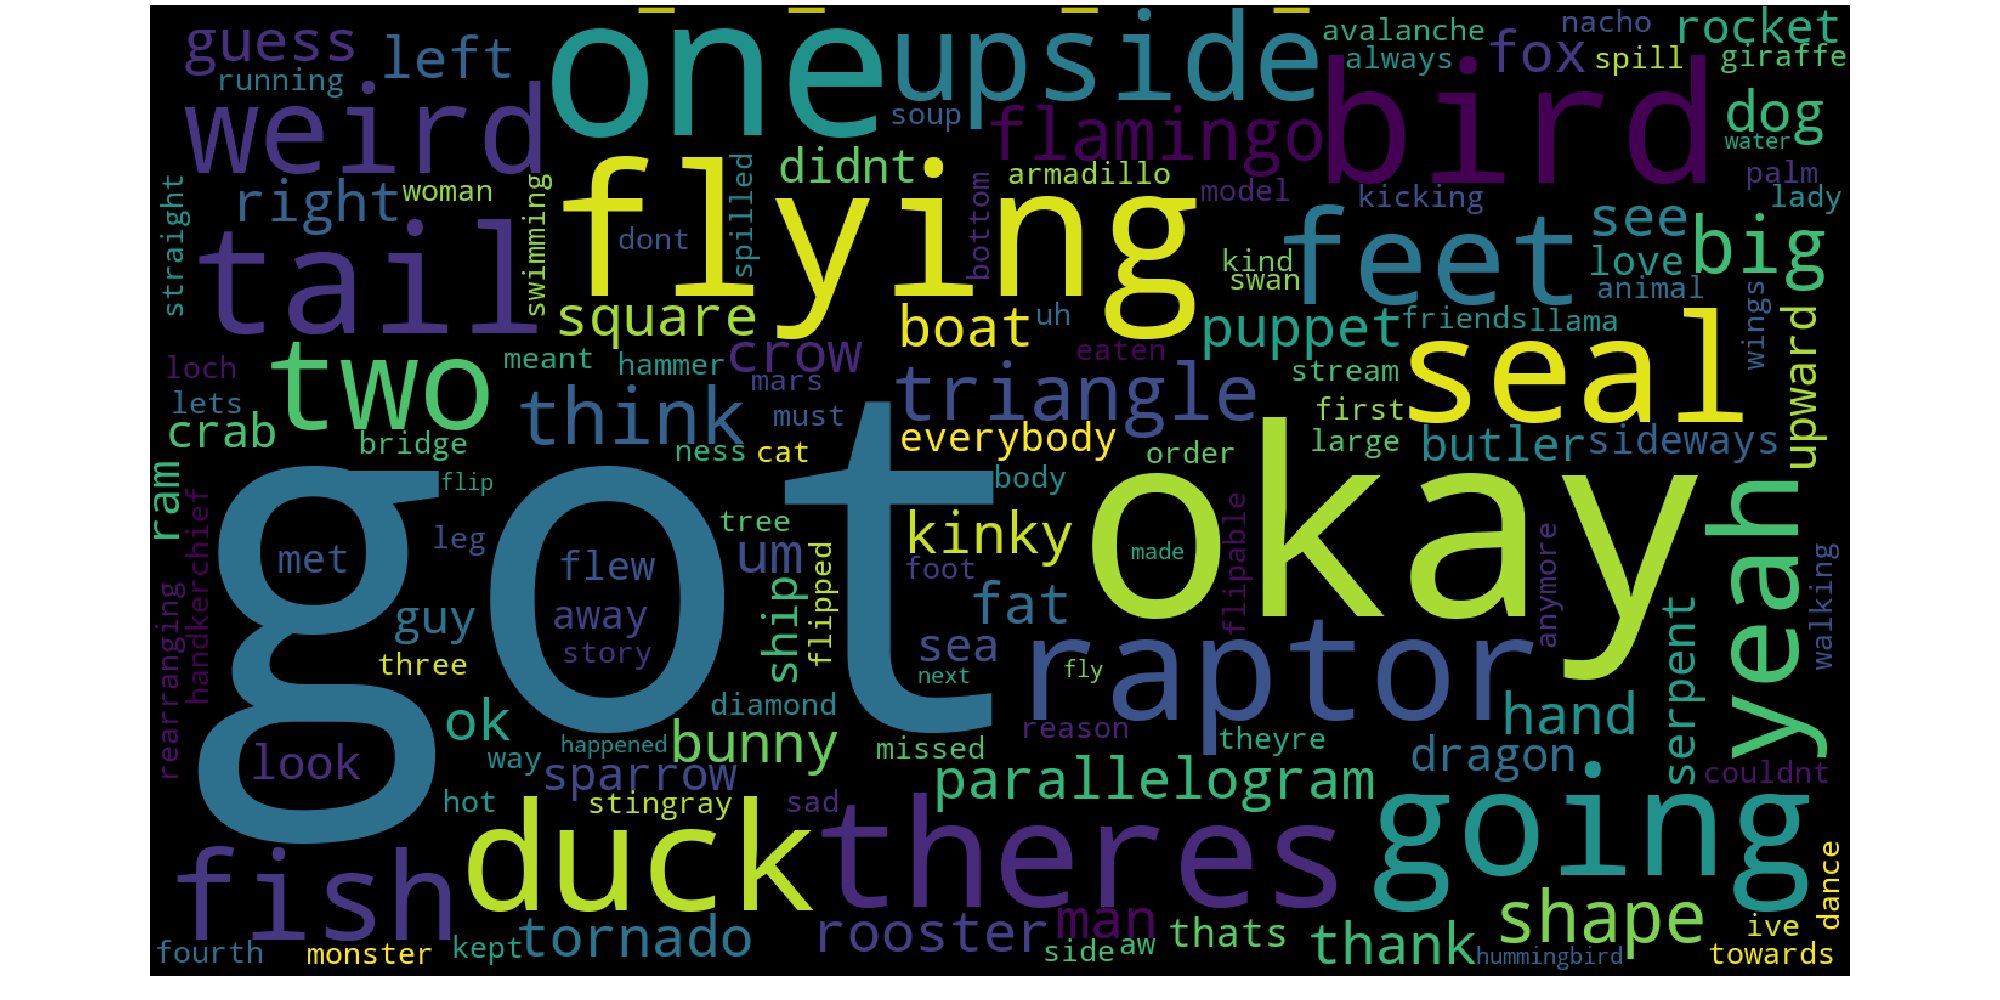 guess
left
one
upside
avalanche
nacho
rocket
running
always
fox
spill
giraffe
weird
soup
flamingo
bird
dog
water
didnt
armadillo
model
kicking
palm
lady
straight
right
woman
swimming
flying
spilled
dont
bottom
feet
see
big
tail
kind
swan
love
animal
square
boat
uh
puppet
friends
llama
wings
upward
loch
two
meant
hammer
crow
eaten
seal
lets
mars
triangle
stream
crab
think
must
first
bridge
ness
cat
everybody
order
large
butler
sideways
ram
got
flip
body
okay
yeah
handkerchief
tree
kinky
flipable
leg
um
made
anymore
met
flew
foot
walking
rearranging
guy
away
ship
flipped
fat
story
sea
raptor
three
next
fly
serpent
ok
diamond
hand
look
way
happened
bunny
missed
reason
theyre
dragon
sparrow
parallelogram
couldnt
hot
stingray
sad
going
fish
duck
theres
shape
dance
fourth
monster
kept
tornado
rooster
man
side
aw
thats
thank
hummingbird
ive
towards